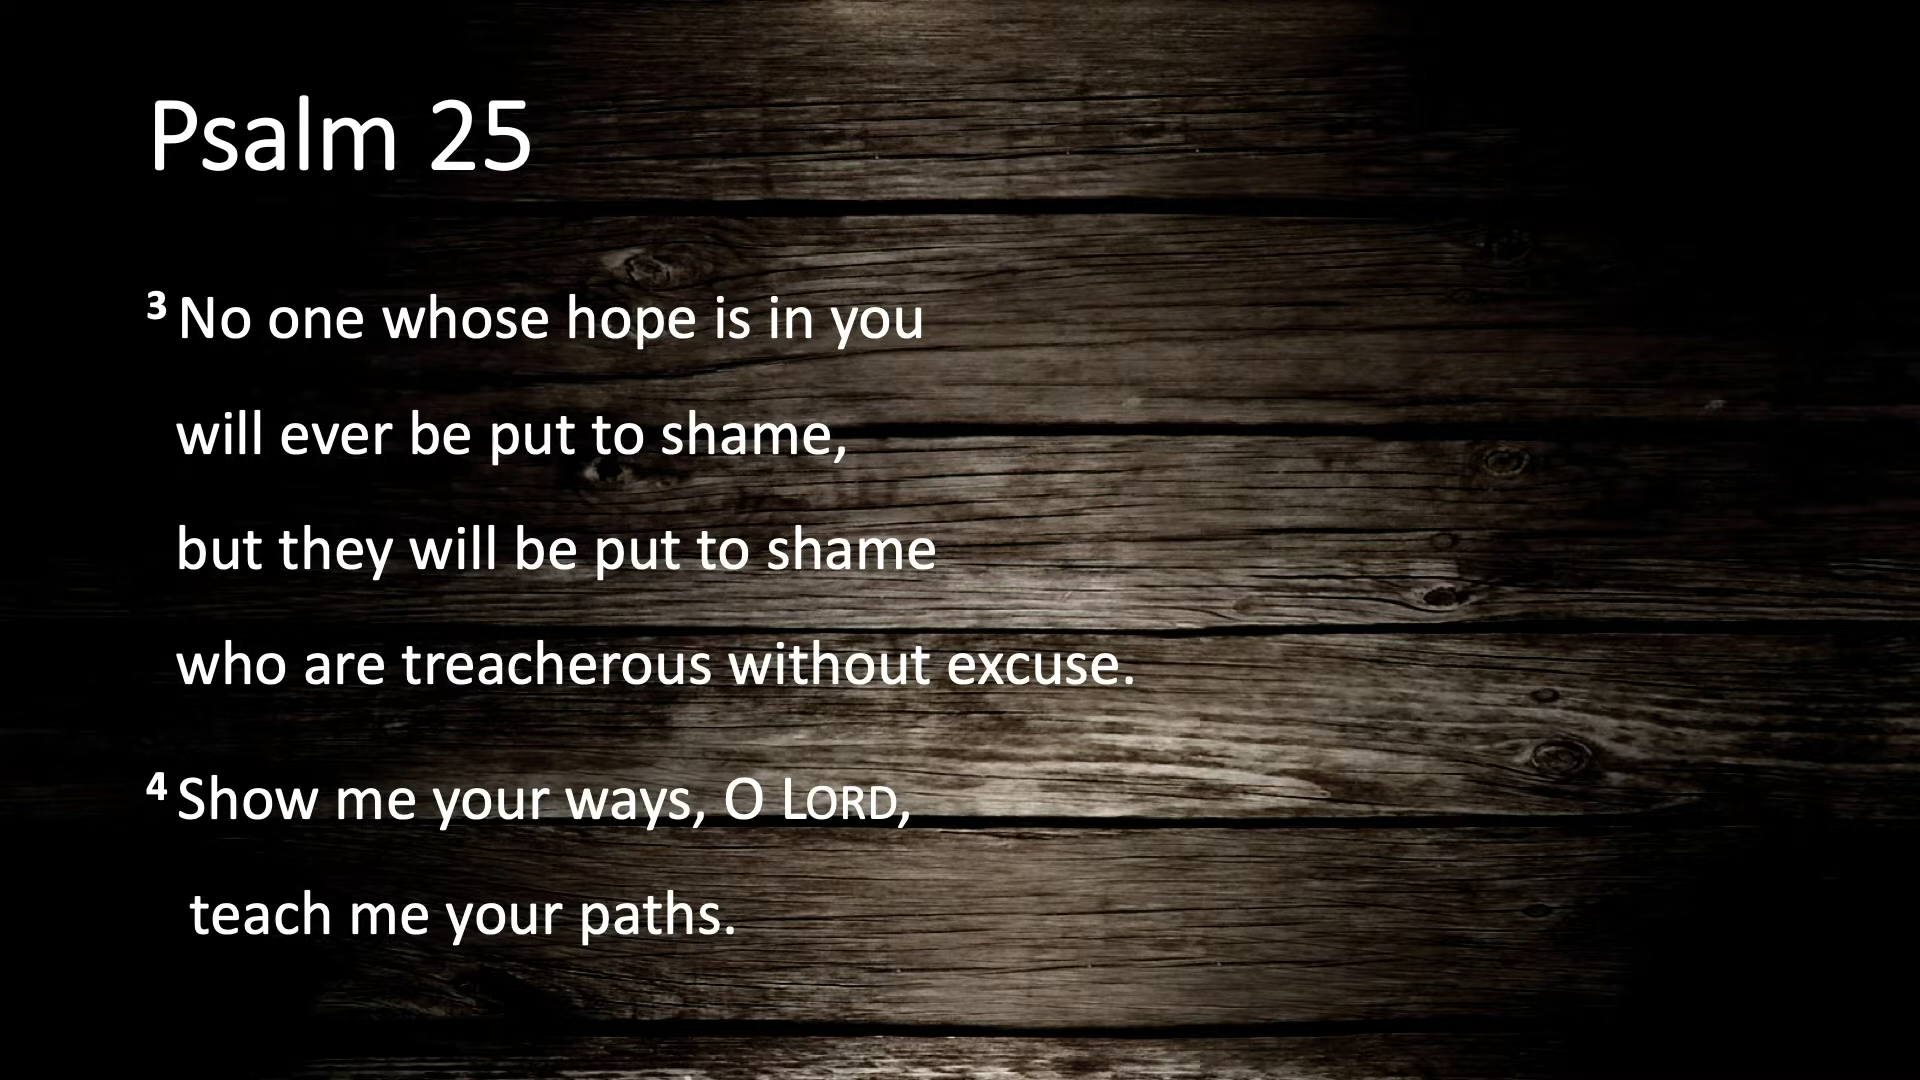 Psalm 25
3 No one whose hope is in you
will ever be put to shame,
but they will be put to shame
who are treacherous without excuse.
4 Show me your ways, O LORD,
teach me your paths.